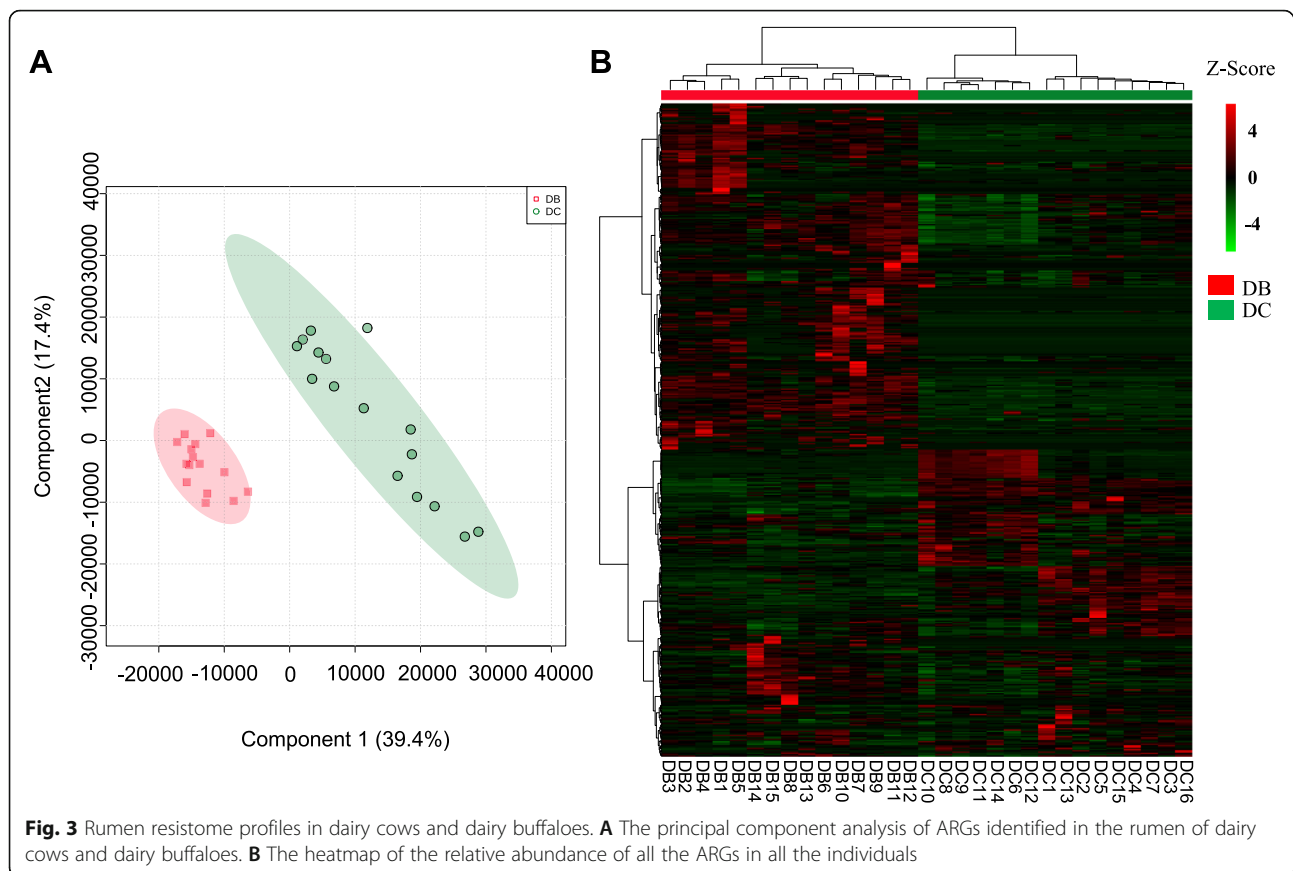 A
B
Z-Score
4
0
-4
DB
DC
DB
DC
40000
30000
20000
10000
0
-10000
-20000
-30000
Component2 (17.4%)
-20000 -10000 0 10000 20000 30000 40000
Component 1 (39.4%)
DB3 DB2 DB4 DB1 DB5 DB14 DB15 DB8 DB13 DB6 DB10 DB7 DB9 DB11 DB12 DC10 DC8 DC9 DC11 DC14 DC6 DC12 DC1 DC13 DC2 DC5 DC15 DC4 DC7 DC3 DC16
Fig. 3 Rumen resistome profiles in dairy cows and dairy buffaloes. A The principal component analysis of ARGs identified in the rumen of dairy
cows and dairy buffaloes. B The heatmap of the relative abundance of all the ARGs in all the individuals